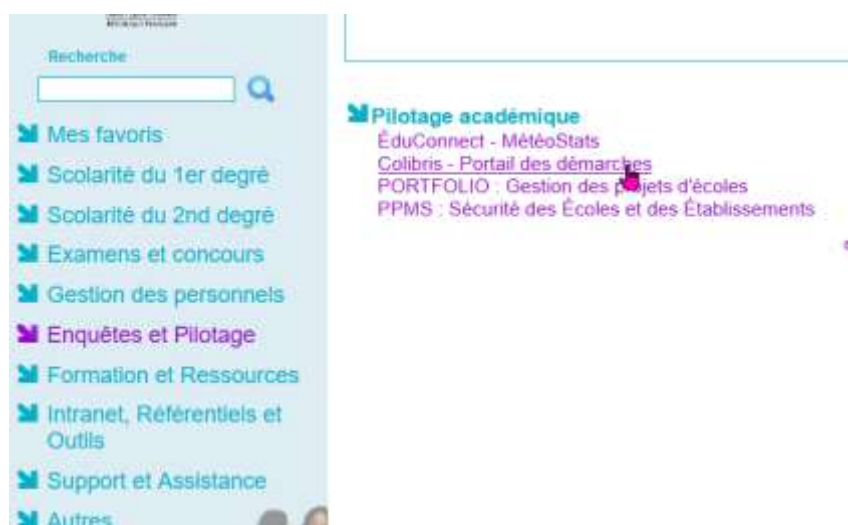 Recherche
Mes favoris
Scolarité du 1er degré
Scolarité du 2nd degré
Examens et concours
Gestion des personnels
Enquêtes et Pilotage
Formation et Ressources
Intranet, Référentiels et
Outils
Support et Assistance
Autres
Pilotage académique
ÉduConnect - MétéoStats
Colibris - Portail des démarches
PORTFOLIO : Gestion des projets d'écoles
PPMS : Sécurité des Écoles et des Établissements